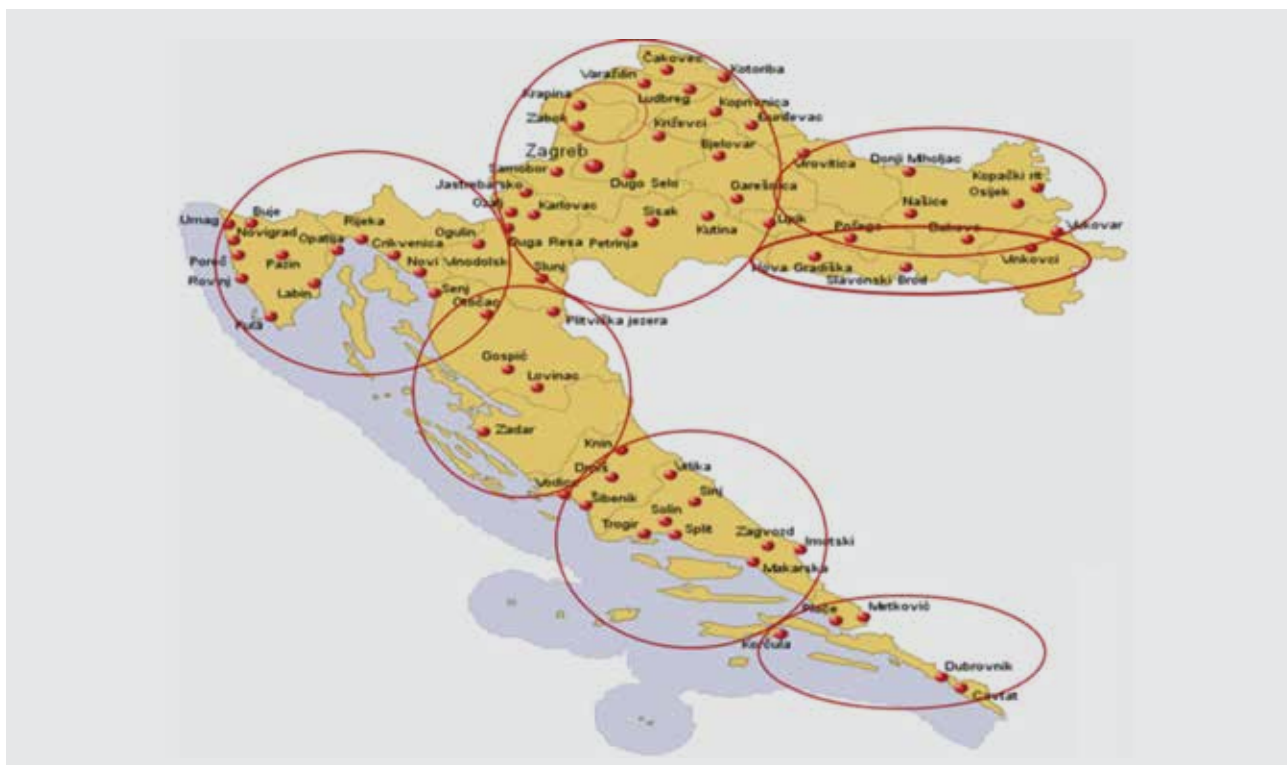 Čakovec
Varaždin
Kotoriba
Krapina
Ludbreg
Koprivnica
Zabok
Križevci
Đurđevac
Zagreb
Bjelovar
Virovitica
Donji Miholjac
Samobor
Dugo Selo
Kopački rit
Jastrebarsko
Garešnica
Našice
Osijek
Ozalj
Karlovac
Sisak
Kutina
Lipik
Požega
Đakovo
Vukovar
Umag
Buje
Rijeka
Ogulin
Duga Resa
Petrinja
Novigrad
Opatija
Crikvenica
Vinkovci
Poreč
Pazin
Novi Vinodolski
Slunj
Nova Gradiška
Slavonski Brod
Rovinj
Labin
Senj
Otočac
Pula
Plitvička jezera
Gospić
Lovinac
Zadar
Knin
Drniš
Vrlika
Vodice
Šibenik
Sinj
Solin
Trogir
Split
Zagvozd
Imotski
Makarska
Ploče
Metković
Korčula
Dubrovnik
Cavtat